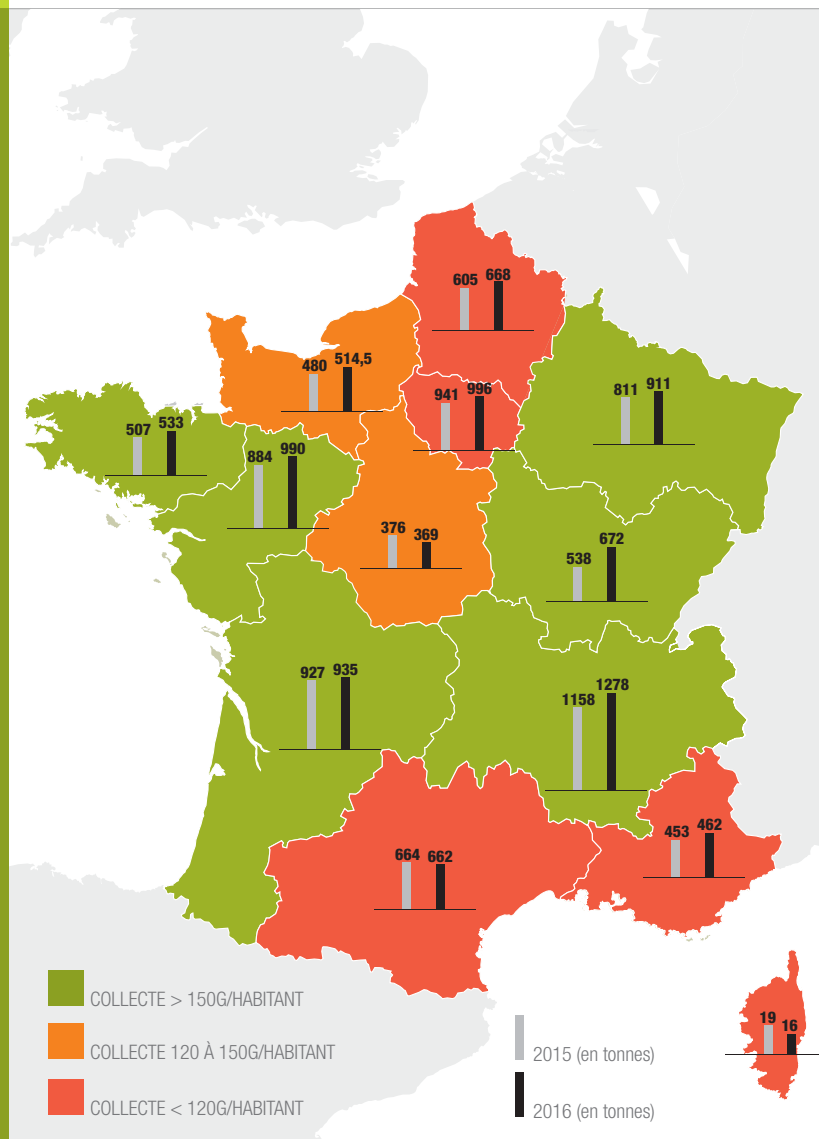 605 668
480 514,5
941 996
811 911
507 533
884 990
376 369
538 672
927 935
1158 1278
453 462
664 662
19 16
COLLECTE > 150G/HABITANT
COLLECTE 120 À 150G/HABITANT
COLLECTE < 120G/HABITANT
2015 (en tonnes)
2016 (en tonnes)